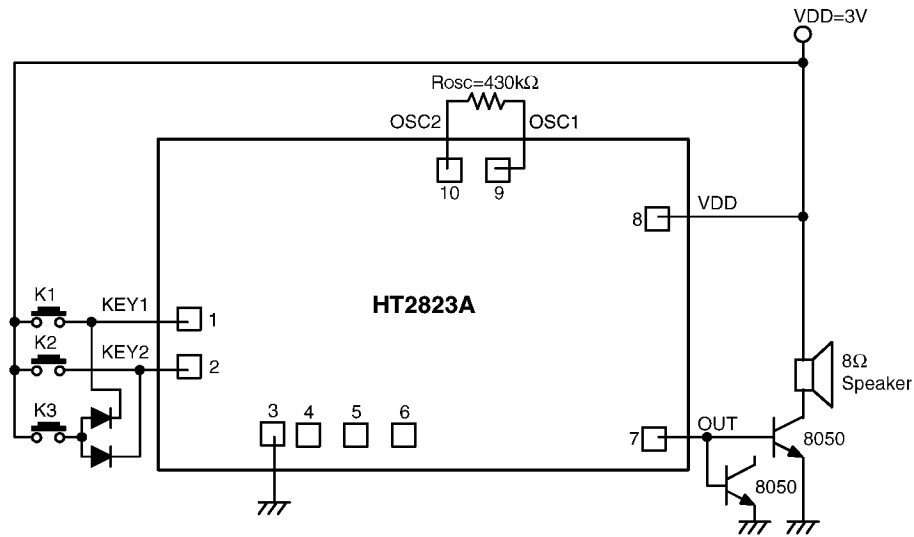 VDD=3V
Rosc=430kΩ
OSC2
OSC1
10
9
8
VDD
HT2823A
K1
KEY1
1
K2
KEY2
2
8Ω
Speaker
K3
3
4
5
6
7
OUT
8050
8050